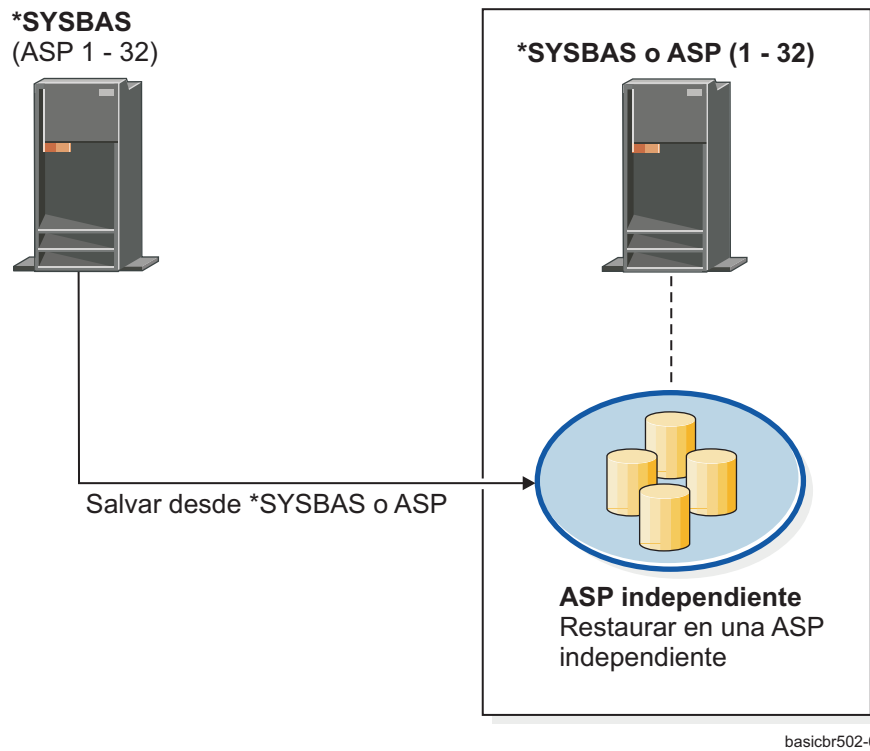 *SYSBAS
(ASP 1 - 32)
*SYSBAS o ASP (1 - 32)
Salvar desde *SYSBAS o ASP
ASP independiente
Restaurar en una ASP
independiente